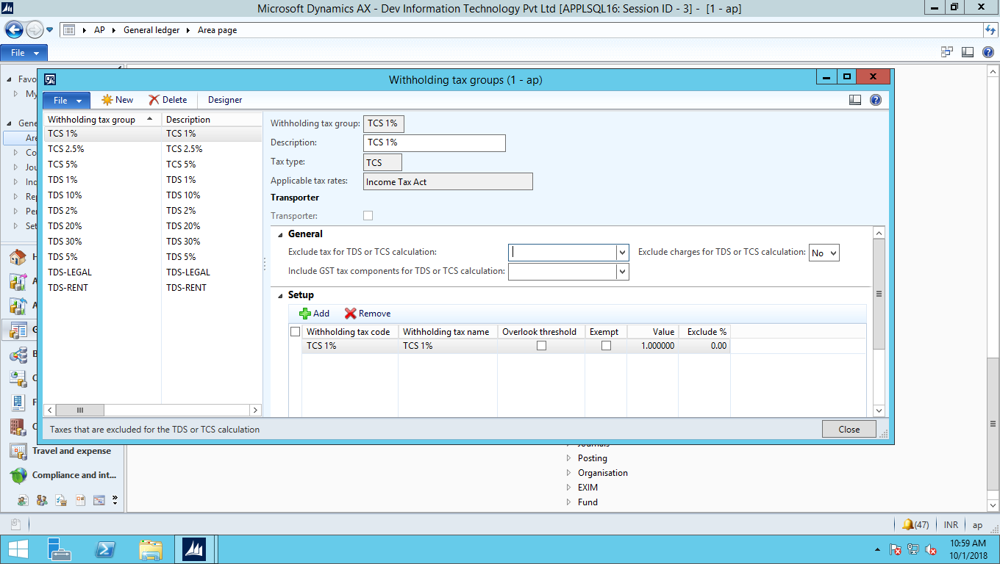 Microsoft Dynamics AX - Dev Information Technology Pvt Ltd [APPLSQL16: Session ID - 3] - [1 - ap]
AP General ledger Area page
File
Favo
My
Gene
Are
Co
Jou
Inq
Rep
Per
Set
Travel and expense
Compliance and int...
Withholding tax groups (1 - ap)
File New Delete Designer
Withholding tax group Description
TCS 1% TCS 1%
TCS 2.5% TCS 2.5%
TCS 5% TCS 5%
TDS 1% TDS 1%
TDS 10% TDS 10%
TDS 2% TDS 2%
TDS 20% TDS 20%
TDS 30% TDS 30%
TDS 5% TDS 5%
TDS-LEGAL TDS-LEGAL
TDS-RENT TDS-RENT
Withholding tax group: TCS 1%
Description: TCS 1%
Tax type: TCS
Applicable tax rates: Income Tax Act
Transporter
Transporter:
General
Exclude tax for TDS or TCS calculation: Exclude charges for TDS or TCS calculation: No
Include GST tax components for TDS or TCS calculation:
Setup
Add Remove
Withholding tax code Withholding tax name Overlook threshold Exempt Value Exclude %
TCS 1% TCS 1% 1.000000 0.00
Taxes that are excluded for the TDS or TCS calculation Close
Journals
Posting
Organisation
EXIM
Fund
(47) INR ap
10:59 AM
10/1/2018